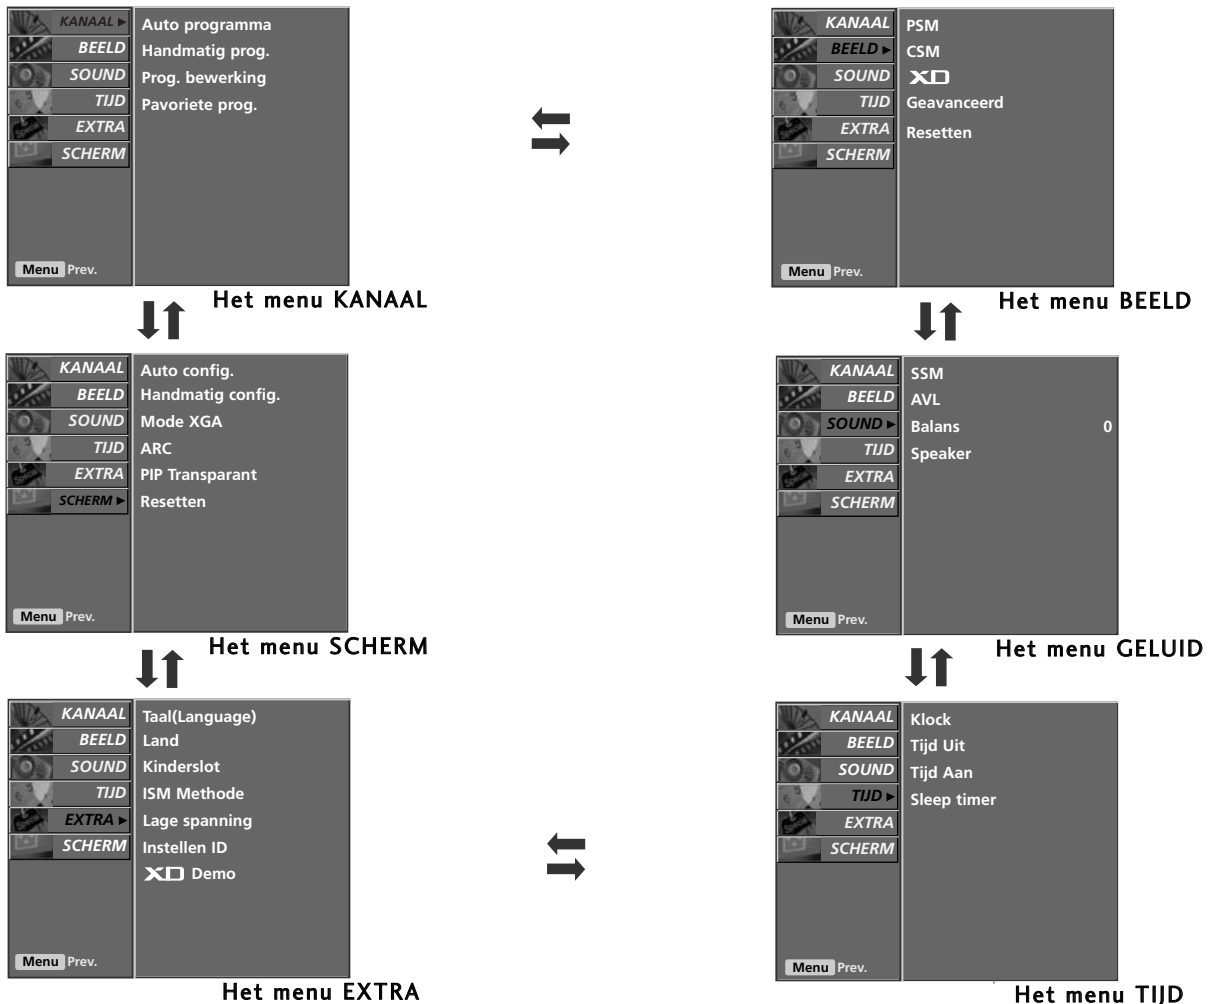 KANAAL ▶
BEELD
SOUND
TIJD
EXTRA
SCHERM
Auto programma
Handmatig prog.
Prog. bewerking
Pavoriete prog.
Menu Prev.
Het menu KANAAL
KANAAL
BEELD ▶
SOUND
TIJD
EXTRA
SCHERM
PSM
CSM
XD
Geavanceerd
Resetten
Menu Prev.
Het menu BEELD
KANAAL
BEELD
SOUND
TIJD
EXTRA
SCHERM ▶
Auto config.
Handmatig config.
Mode XGA
ARC
PIP Transparant
Resetten
Menu Prev.
Het menu SCHERM
KANAAL
BEELD
SOUND ▶
TIJD
EXTRA
SCHERM
SSM
AVL
Balans 0
Speaker
Menu Prev.
Het menu GELUID
KANAAL
BEELD
SOUND
TIJD
EXTRA ▶
SCHERM
Taal(Language)
Land
Kinderslot
ISM Methode
Lage spanning
Instellen ID
XD Demo
Menu Prev.
Het menu EXTRA
KANAAL
BEELD
SOUND
TIJD ▶
EXTRA
SCHERM
Klock
Tijd Uit
Tijd Aan
Sleep timer
Menu Prev.
Het menu TIJD